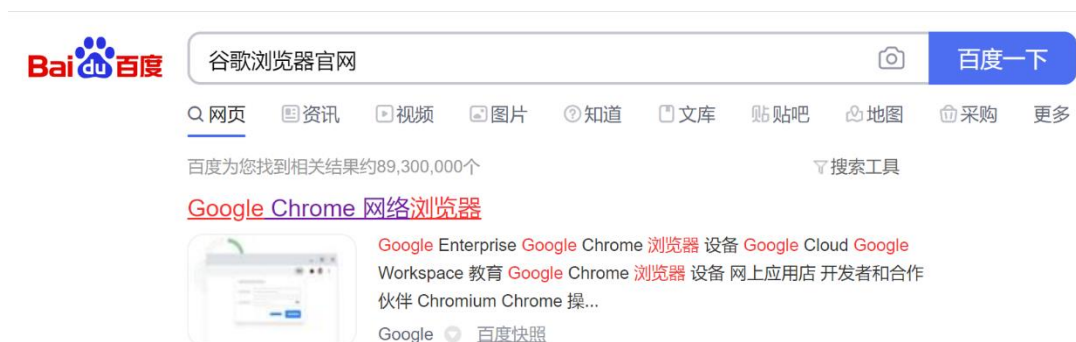 Bai du 百度 谷歌浏览器官网 百度一下
网页 资讯 视频 图片 知道 文库 贴吧 地图 采购 更多
百度为您找到相关结果约89,300,000个 搜索工具
Google Chrome 网络浏览器
Google Enterprise Google Chrome 浏览器 设备 Google Cloud Google
Workspace 教育 Google Chrome 浏览器 设备 网上应用店 开发者和合作
伙伴 Chromium Chrome 操...
Google 百度快照